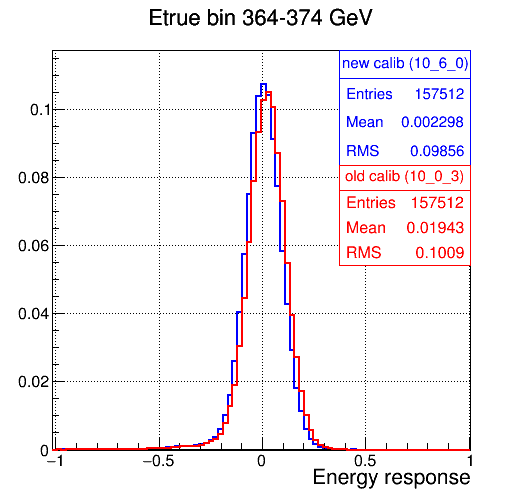 Etrue bin 364-374 GeV
new calib (10_6_0)
Entries 157512
Mean 0.002298
RMS 0.09856
old calib (10_0_3)
Entries 157512
Mean 0.01943
RMS 0.1009
0.1
0.08
0.06
0.04
0.02
0
−1 −0.5 0 0.5 1
Energy response